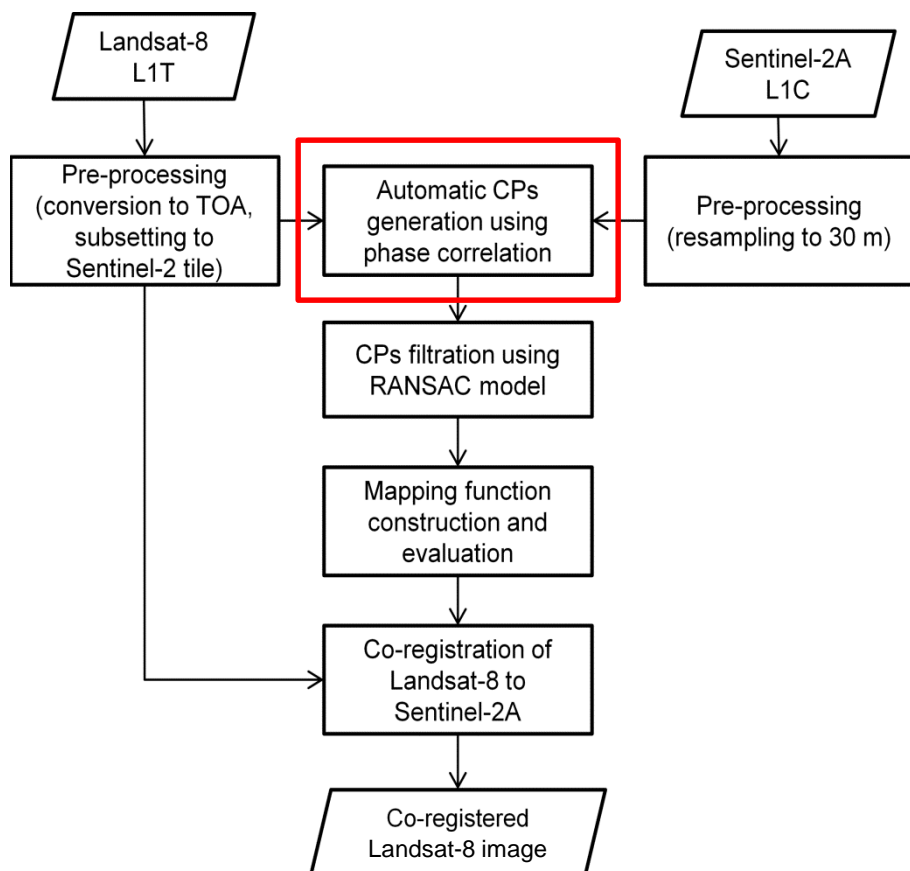 Landsat-8
L1T
Sentinel-2A
L1C
Pre-processing
(conversion to TOA,
subsetting to
Sentinel-2 tile)
Automatic CPs
generation using
phase correlation
Pre-processing
(resampling to 30 m)
CPs filtration using
RANSAC model
Mapping function
construction and
evaluation
Co-registration of
Landsat-8 to
Sentinel-2A
Co-registered
Landsat-8 image